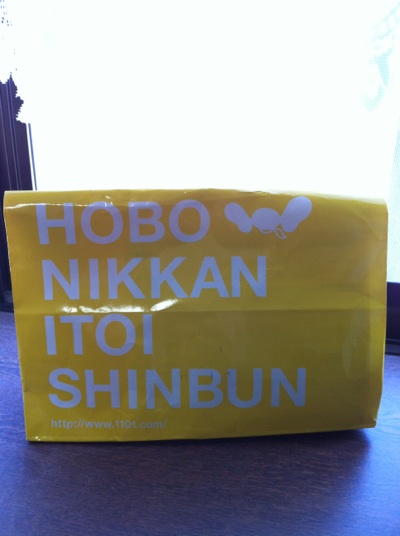 HOBO
NIKKAN
ITOI
SHINBUN
http://www.1101.com/